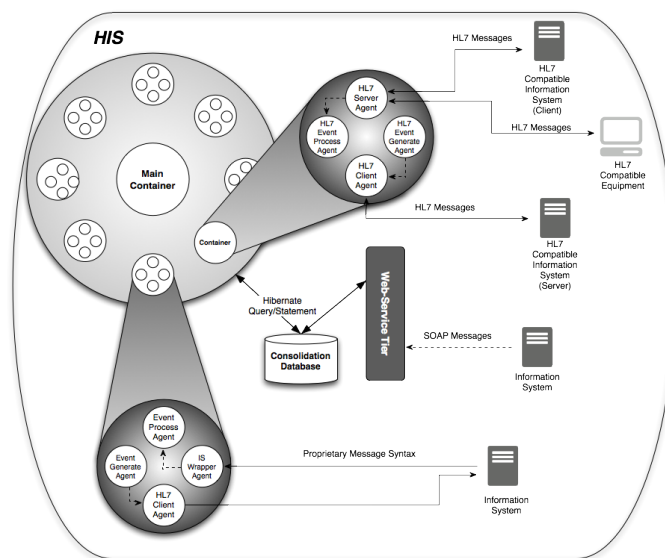 HIS
Main
Container
Container
HL7
Server
Agent
HL7
Event
Process
Agent
HL7
Event
Generate
Agent
HL7
Client
Agent
HL7 Messages
HL7
Compatible
Information
System
(Client)
HL7 Messages
HL7
Compatible
Equipment
HL7 Messages
HL7
Compatible
Information
System
(Server)
Hibernate
Query/Statement
Consolidation
Database
Web-Service Tier
SOAP Messages
Information
System
Event
Process
Agent
Event
Generate
Agent
IS
Wrapper
Agent
HL7
Client
Agent
Proprietary Message Syntax
Information
System